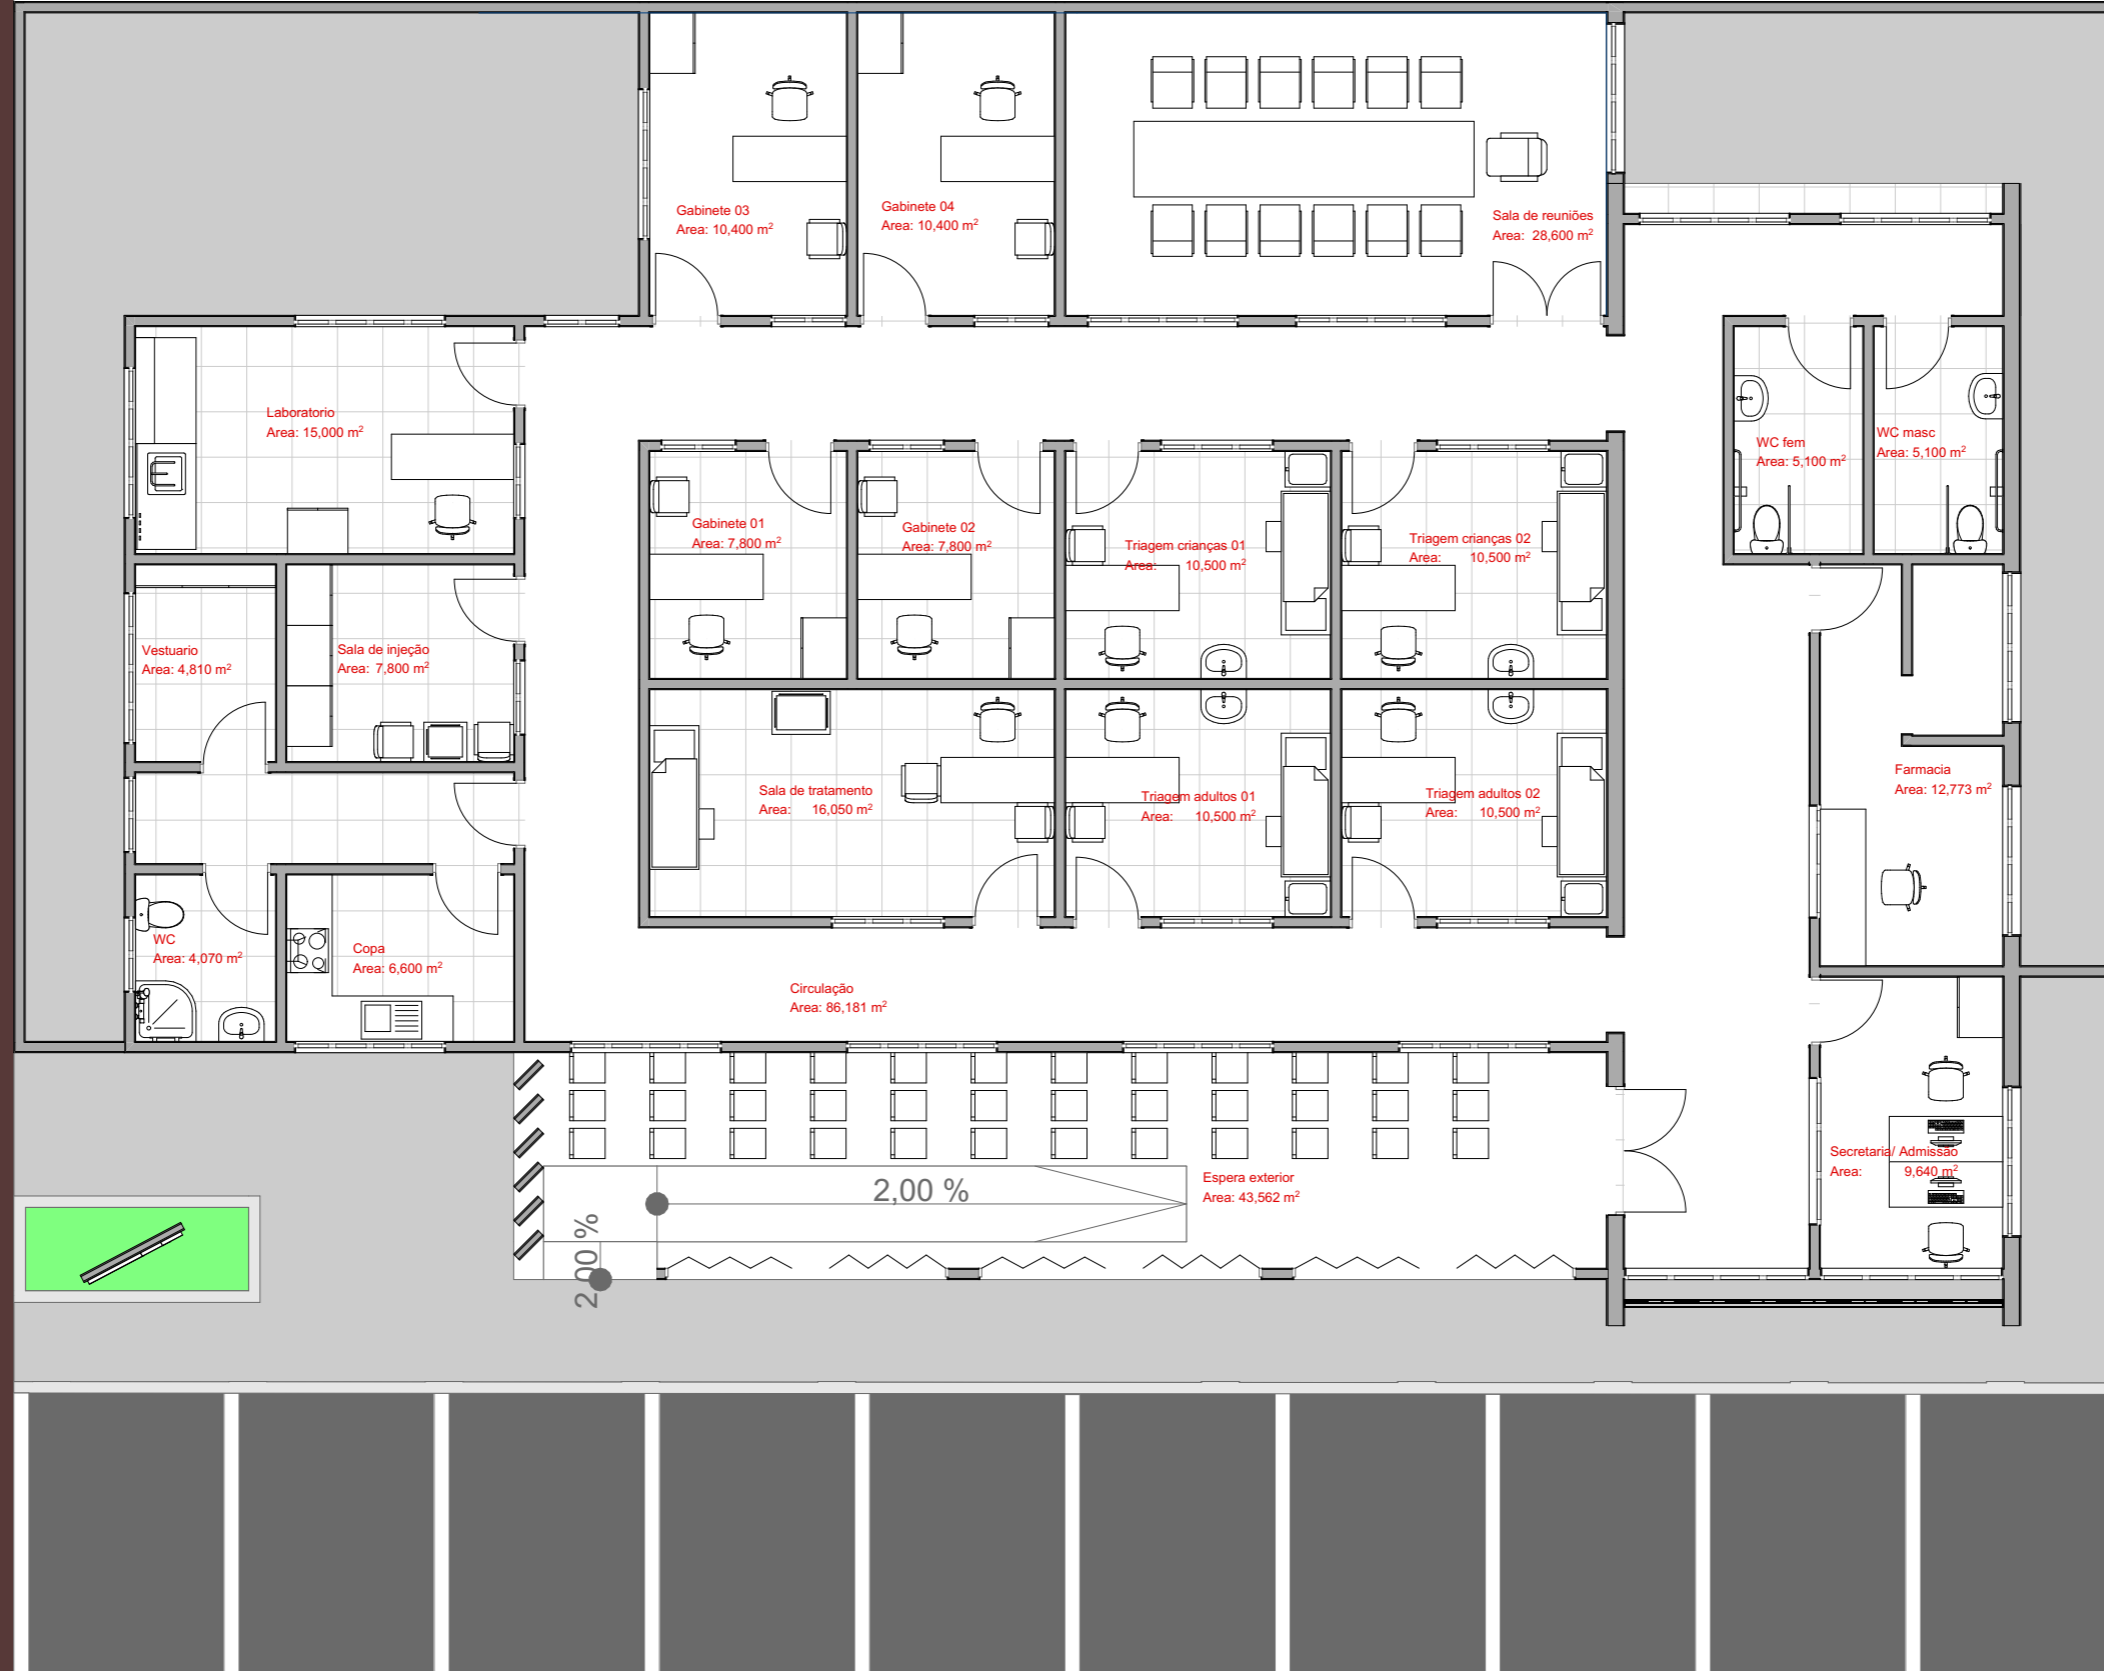 Gabinete 03
Area: 10,400 m²
Gabinete 04
Area: 10,400 m²
Sala de reuniões
Area: 28,600 m²
Laboratorio
Area: 15,000 m²
WC fem
Area: 5,100 m²
WC masc
Area: 5,100 m²
Gabinete 01
Area: 7,800 m²
Gabinete 02
Area: 7,800 m²
Triagem crianças 01
Area: 10,500 m²
Triagem crianças 02
Area: 10,500 m²
Vestuario
Area: 4,810 m²
Sala de injeção
Area: 7,800 m²
Sala de tratamento
Area: 16,050 m²
Triagem adultos 01
Area: 10,500 m²
Triagem adultos 02
Area: 10,500 m²
Farmacia
Area: 12,773 m²
WC
Area: 4,070 m²
Copa
Area: 6,600 m²
Circulação
Area: 86,181 m²
Secretaria/ Admissão
Area: 9,640 m²
Espera exterior
Area: 43,562 m²
2,00 %
2,00 %